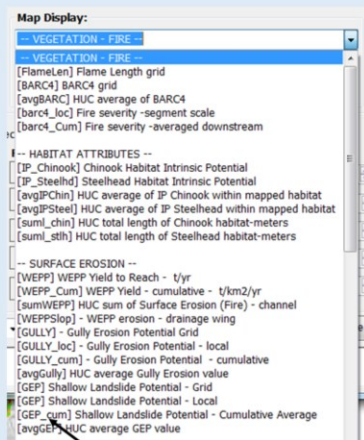 Map Display:
-- VEGETATION - FIRE --
-- VEGETATION - FIRE --
[FlameLen] Flame Length grid
[BARC4] BARC4 grid
[avgBARC] HUC average of BARC4
[barc4_loc] Fire severity -segment scale
[barc4_Cum] Fire severity -averaged downstream
-- HABITAT ATTRIBUTES --
[IP_Chinook] Chinook Habitat Intrinsic Potential
[IP_Steelhd] Steelhead Habitat Intrinsic Potential
[avgIPChin] HUC average of IP Chinook within mapped habitat
[avgIPSteel] HUC average of IP Steelhead within mapped habitat
[suml_chin] HUC total length of Chinook habitat-meters
[suml_stlh] HUC total length of Steelhead habitat-meters
-- SURFACE EROSION --
[WEPP] WEPP Yield to Reach - t/yr
[WEPP_Cum] WEPP Yield - cumulative - t/km2/yr
[sumWEPP] HUC sum of Surface Erosion (Fire) - channel
[WEPPSlop] - WEPP erosion - drainage wing
[GULLY] - Gully Erosion Potential Grid
[GULLY_loc] - Gully Erosion Potential - local
[GULLY_cum] - Gully Erosion Potential - cumulative
[avgGully] HUC average Gully Erosion value
[GEP] Shallow Landslide Potential - Grid
[GEP] Shallow Landslide Potential - Local
[GEP_cum] Shallow Landslide Potential - Cumulative Average
[avgGEP] HUC average GEP value